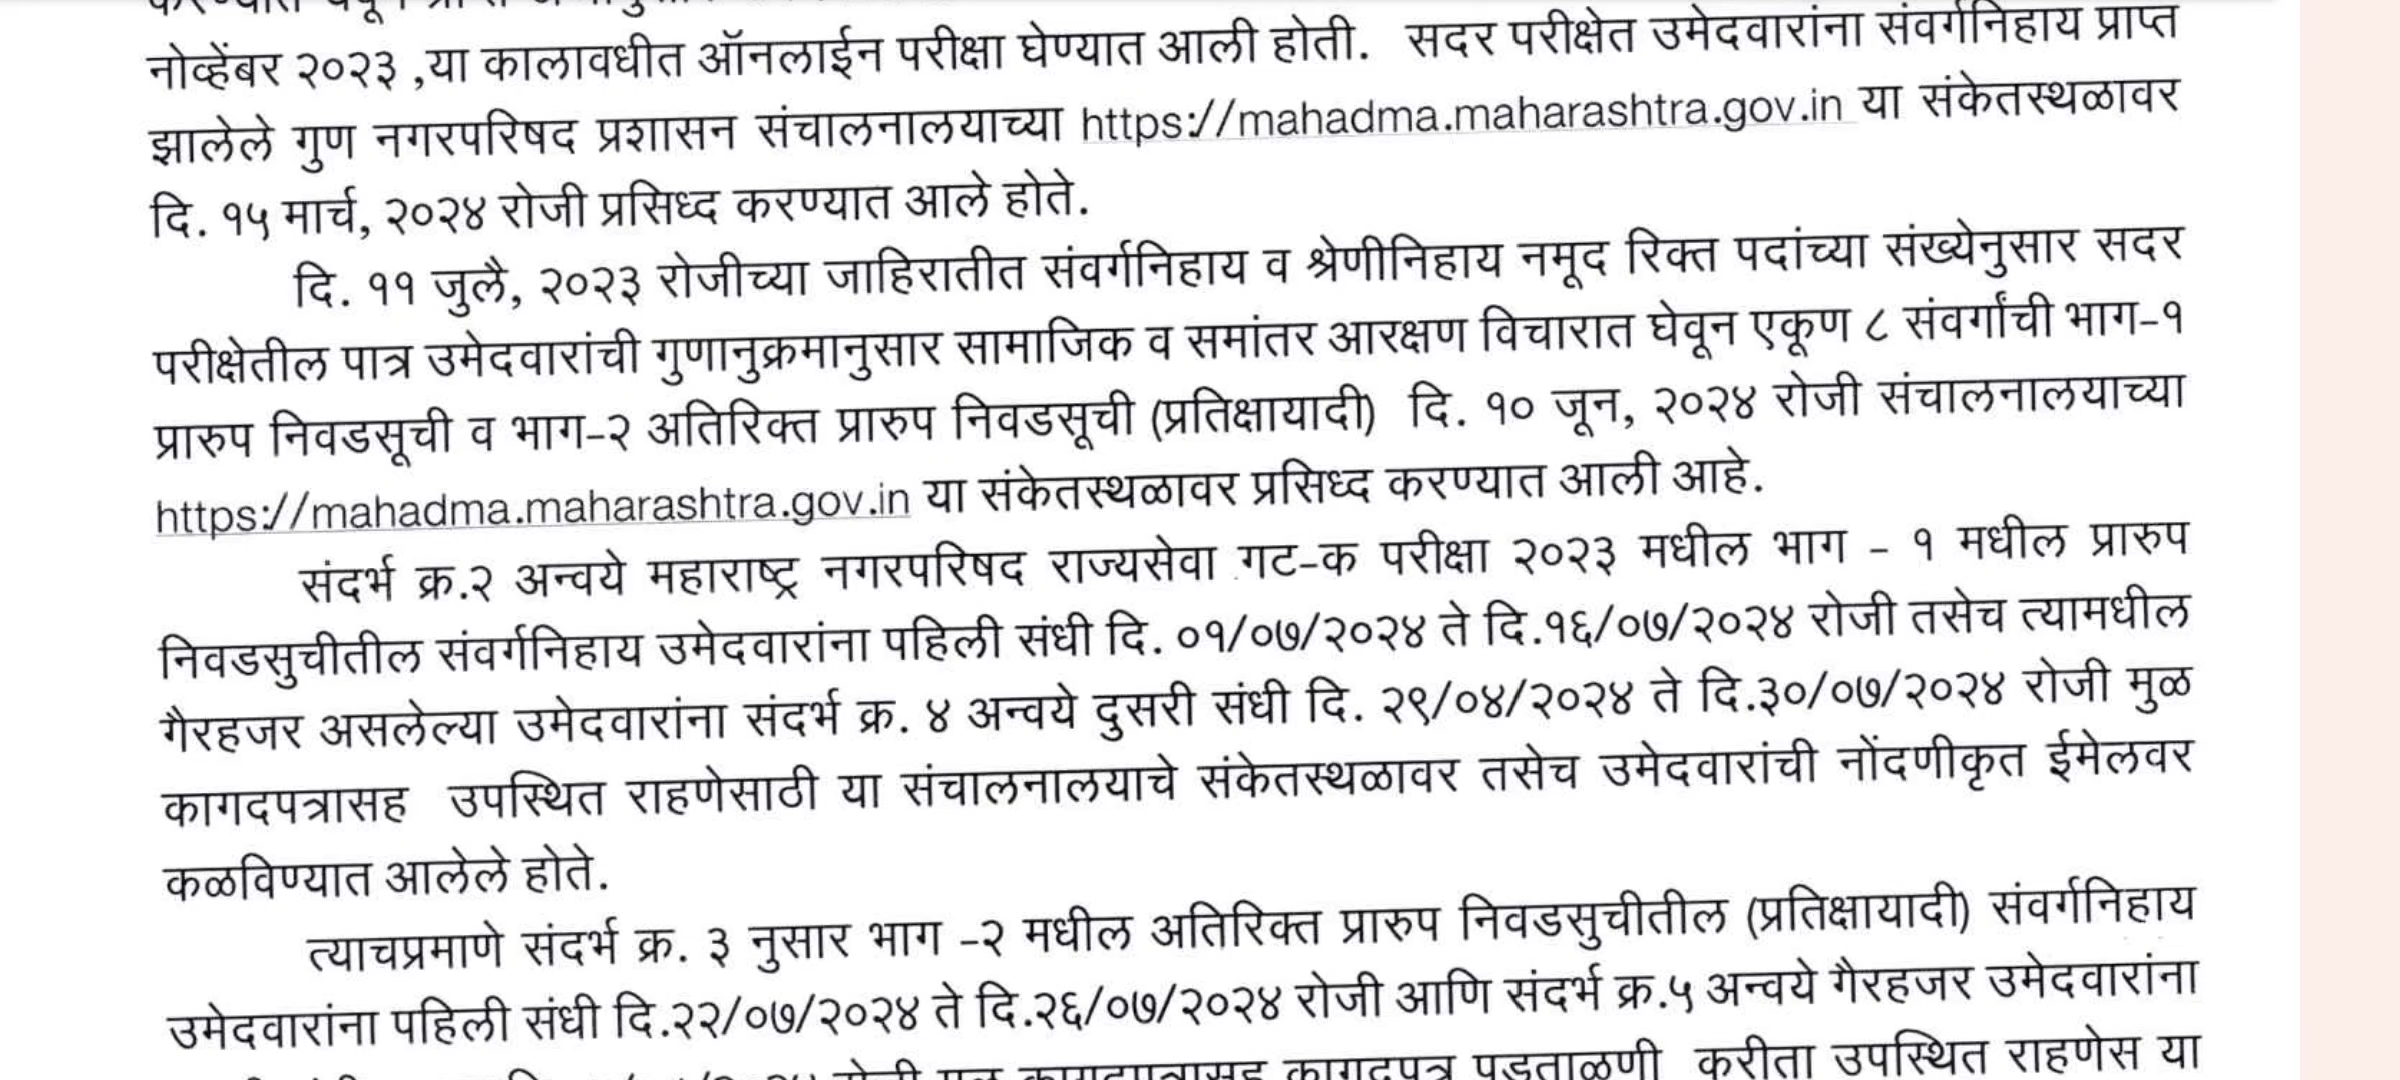 नोव्हेंबर २०२३ ,या कालावधीत ऑनलाईन परीक्षा घेण्यात आली होती. सदर परीक्षेत उमेदवारांना संवर्गनिहाय प्राप्त
झालेले गुण नगरपरिषद प्रशासन संचालनालयाच्या https://mahadma.maharashtra.gov.in या संकेतस्थळावर
दि. १५ मार्च, २०२४ रोजी प्रसिध्द करण्यात आले होते.
दि. ११ जुलै, २०२३ रोजीच्या जाहिरातीत संवर्गनिहाय व श्रेणीनिहाय नमूद रिक्त पदांच्या संख्येनुसार सदर
परीक्षेतील पात्र उमेदवारांची गुणानुक्रमानुसार सामाजिक व समांतर आरक्षण विचारात घेवून एकूण ८ संवर्गांची भाग-१
प्रारुप निवडसूची व भाग-२ अतिरिक्त प्रारुप निवडसूची (प्रतिक्षायादी) दि. १० जून, २०२४ रोजी संचालनालयाच्या
https://mahadma.maharashtra.gov.in या संकेतस्थळावर प्रसिध्द करण्यात आली आहे.
संदर्भ क्र.२ अन्वये महाराष्ट्र नगरपरिषद राज्यसेवा गट-क परीक्षा २०२३ मधील भाग - १ मधील प्रारुप
निवडसुचीतील संवर्गनिहाय उमेदवारांना पहिली संधी दि. ०१/०७/२०२४ ते दि.१६/०७/२०२४ रोजी तसेच त्यामधील
गैरहजर असलेल्या उमेदवारांना संदर्भ क्र. ४ अन्वये दुसरी संधी दि. २९/०४/२०२४ ते दि.३०/०७/२०२४ रोजी मुळ
कागदपत्रासह उपस्थित राहणेसाठी या संचालनालयाचे संकेतस्थळावर तसेच उमेदवारांची नोंदणीकृत ईमेलवर
कळविण्यात आलेले होते.
त्याचप्रमाणे संदर्भ क्र. ३ नुसार भाग -२ मधील अतिरिक्त प्रारुप निवडसुचीतील (प्रतिक्षायादी) संवर्गनिहाय
उमेदवारांना पहिली संधी दि.२२/०७/२०२४ ते दि.२६/०७/२०२४ रोजी आणि संदर्भ क्र.५ अन्वये गैरहजर उमेदवारांना
कागदपत्र पडताळणी करीता उपस्थित राहणेस या